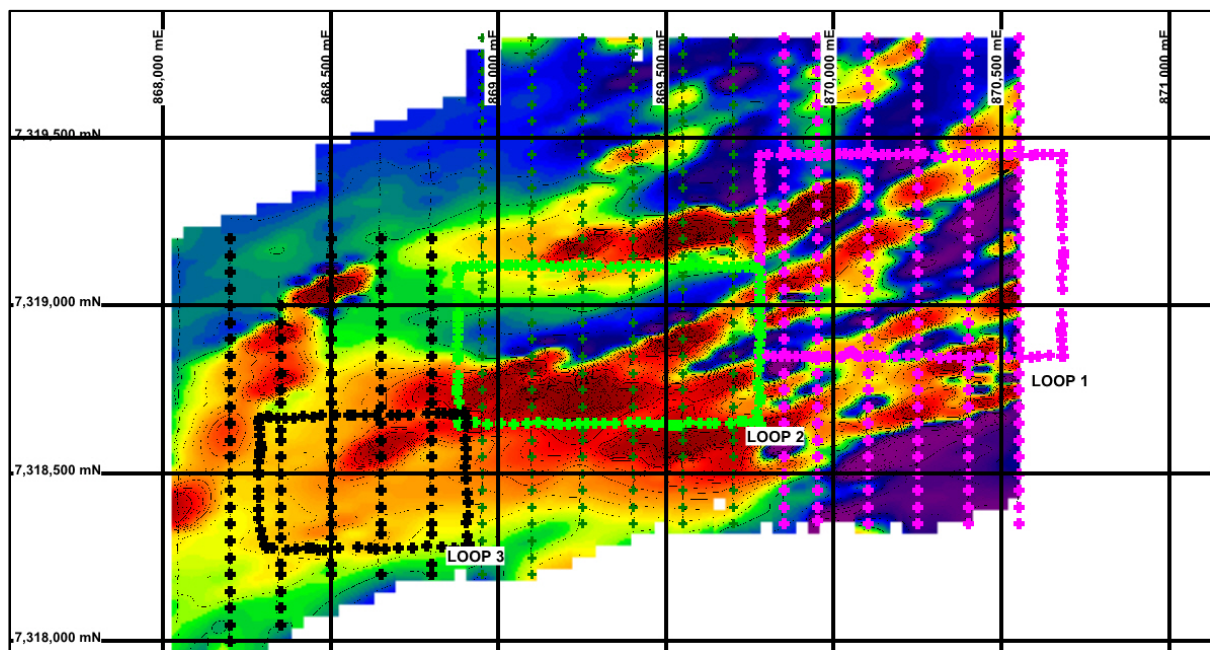 868,000 mE
868,500 mE
869,000 mE
869,500 mE
870,000 mE
870,500 mE
871,000 mE
7,319,500 mN
7,319,000 mN
LOOP 1
LOOP 2
7,318,500 mN
LOOP 3
7,318,000 mN